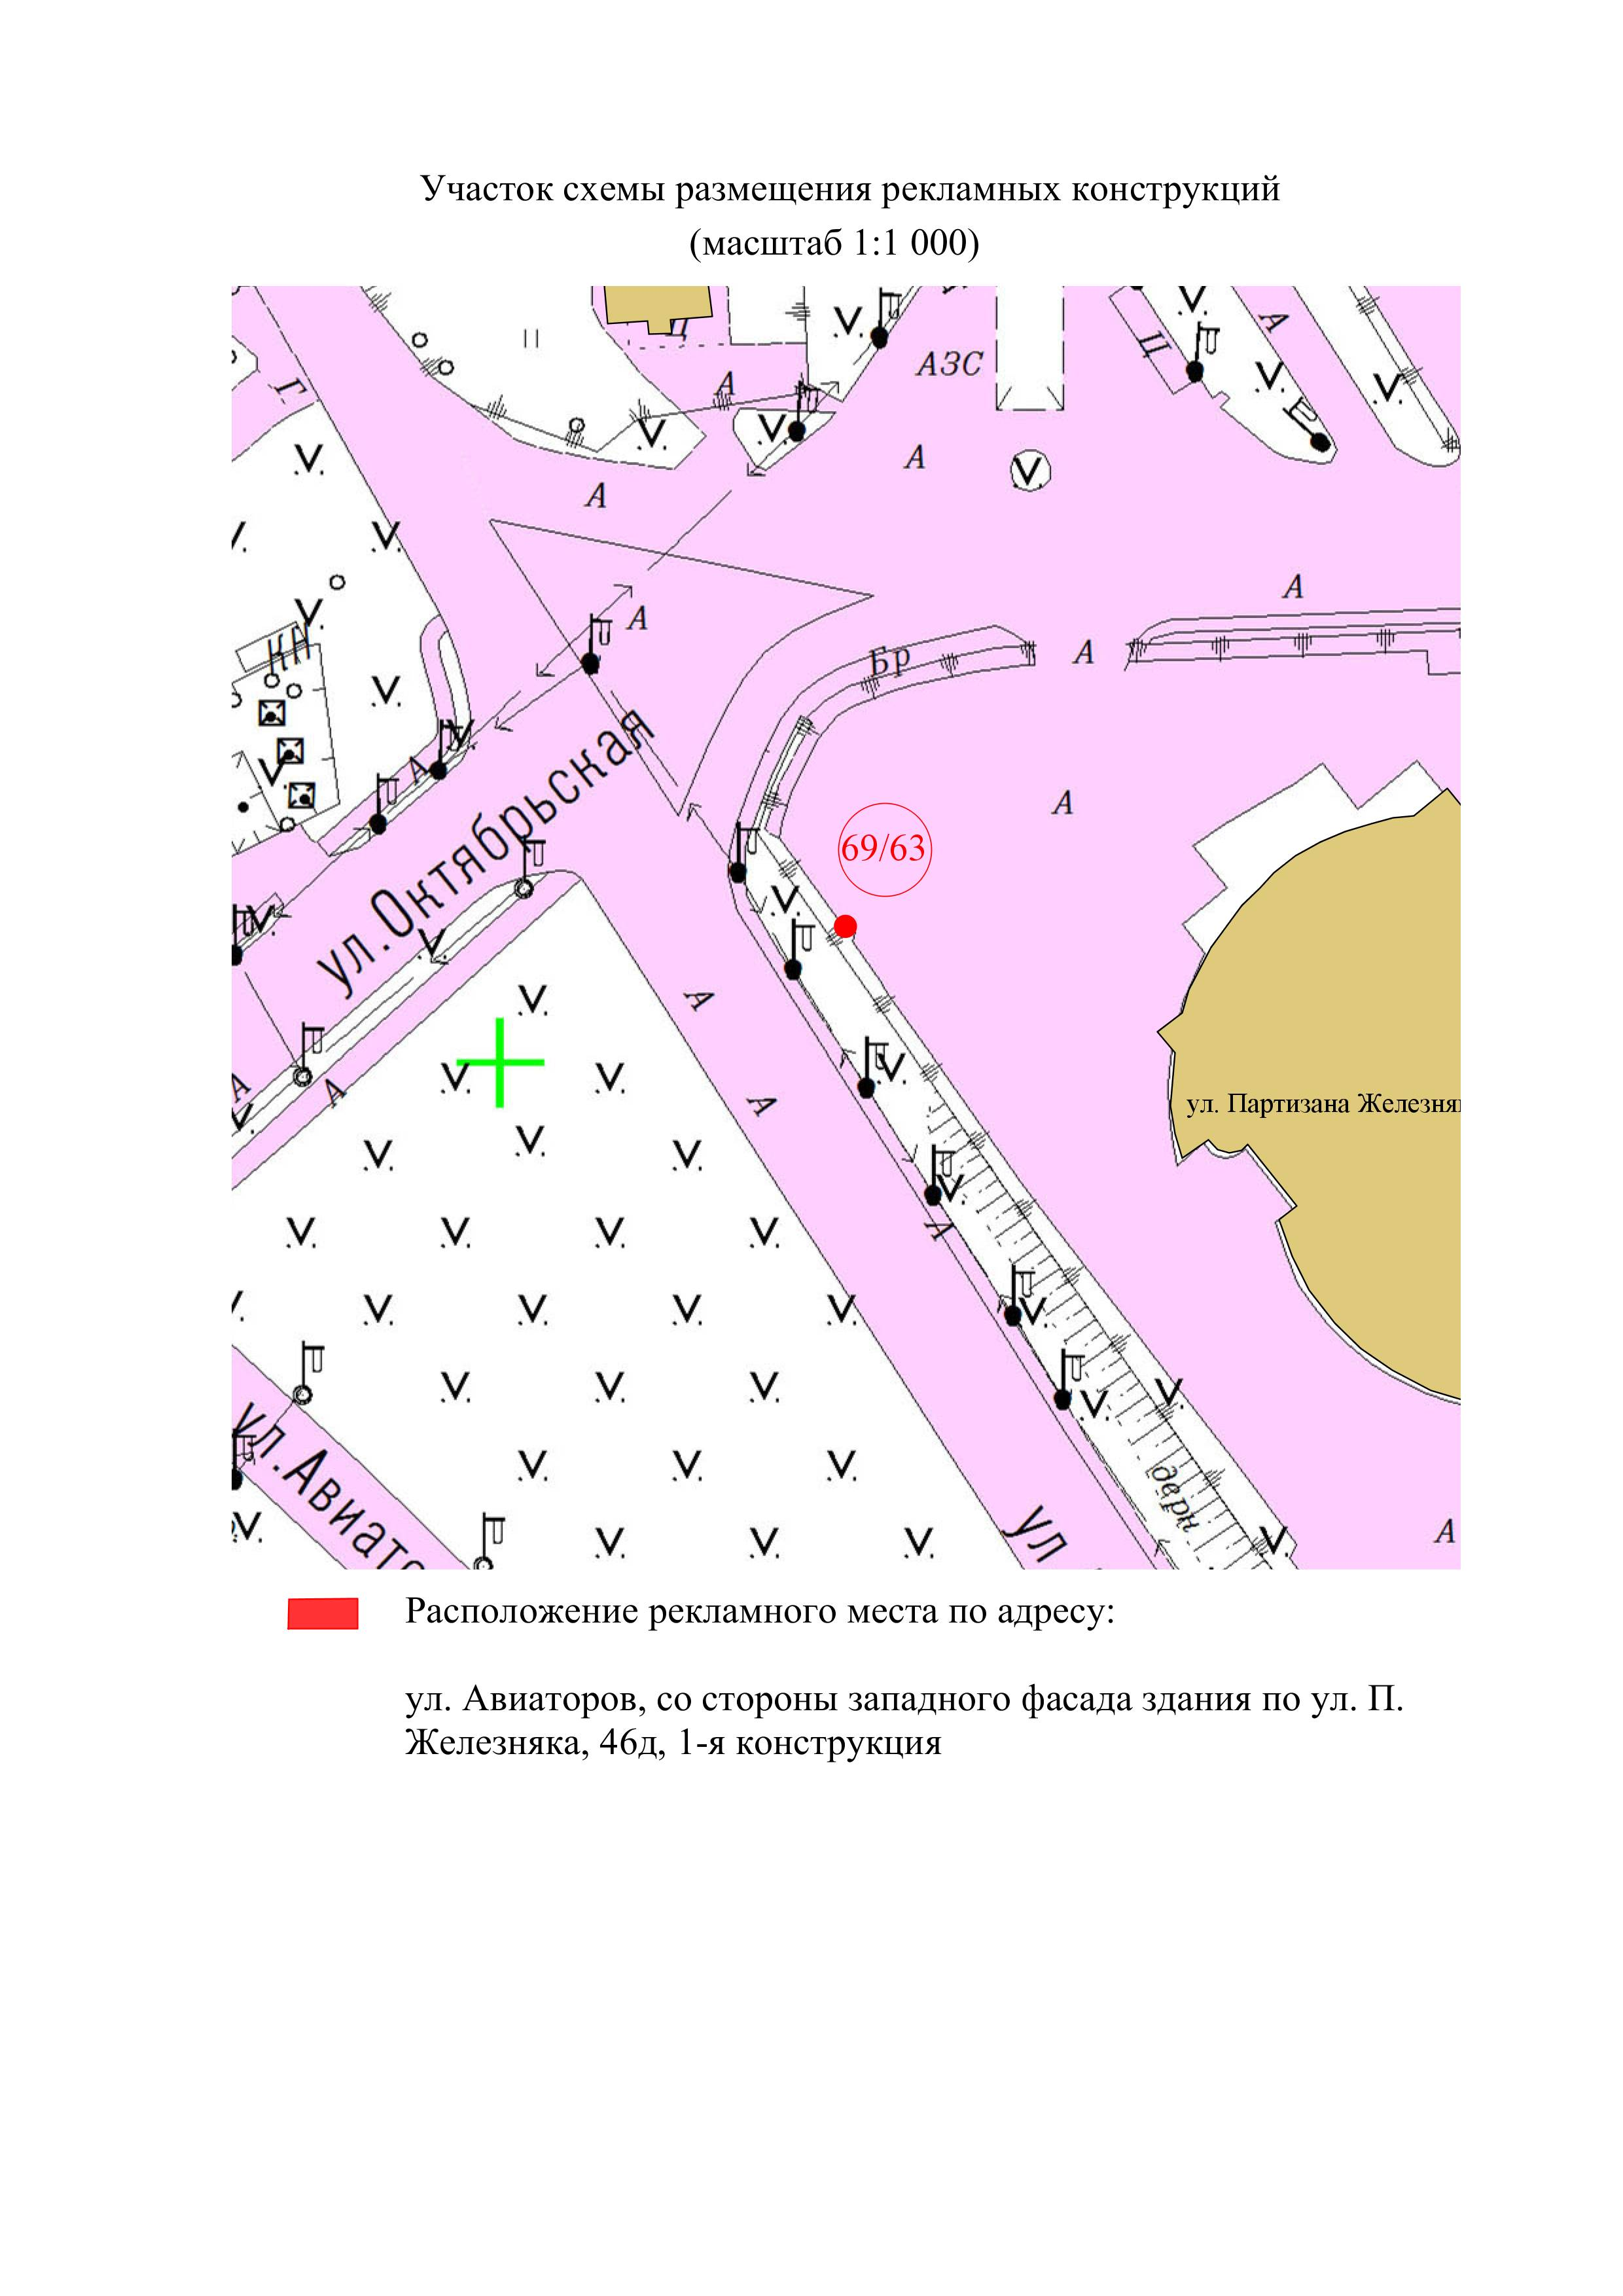 Участок схемы размещения рекламных конструкций
(масштаб 1:1 000)
Ц
А
АЗС
Ц
А
Г
А
А
А
А
КН
Бр
А
А
ул.Октябрьская
69/63
А
А
А
А
А
ул. Партизана Железня
А
А
дерн
ул.Авиато
ул
А
Расположение рекламного места по адресу:
ул. Авиаторов, со стороны западного фасада здания по ул. П.
Железняка, 46д, 1-я конструкция